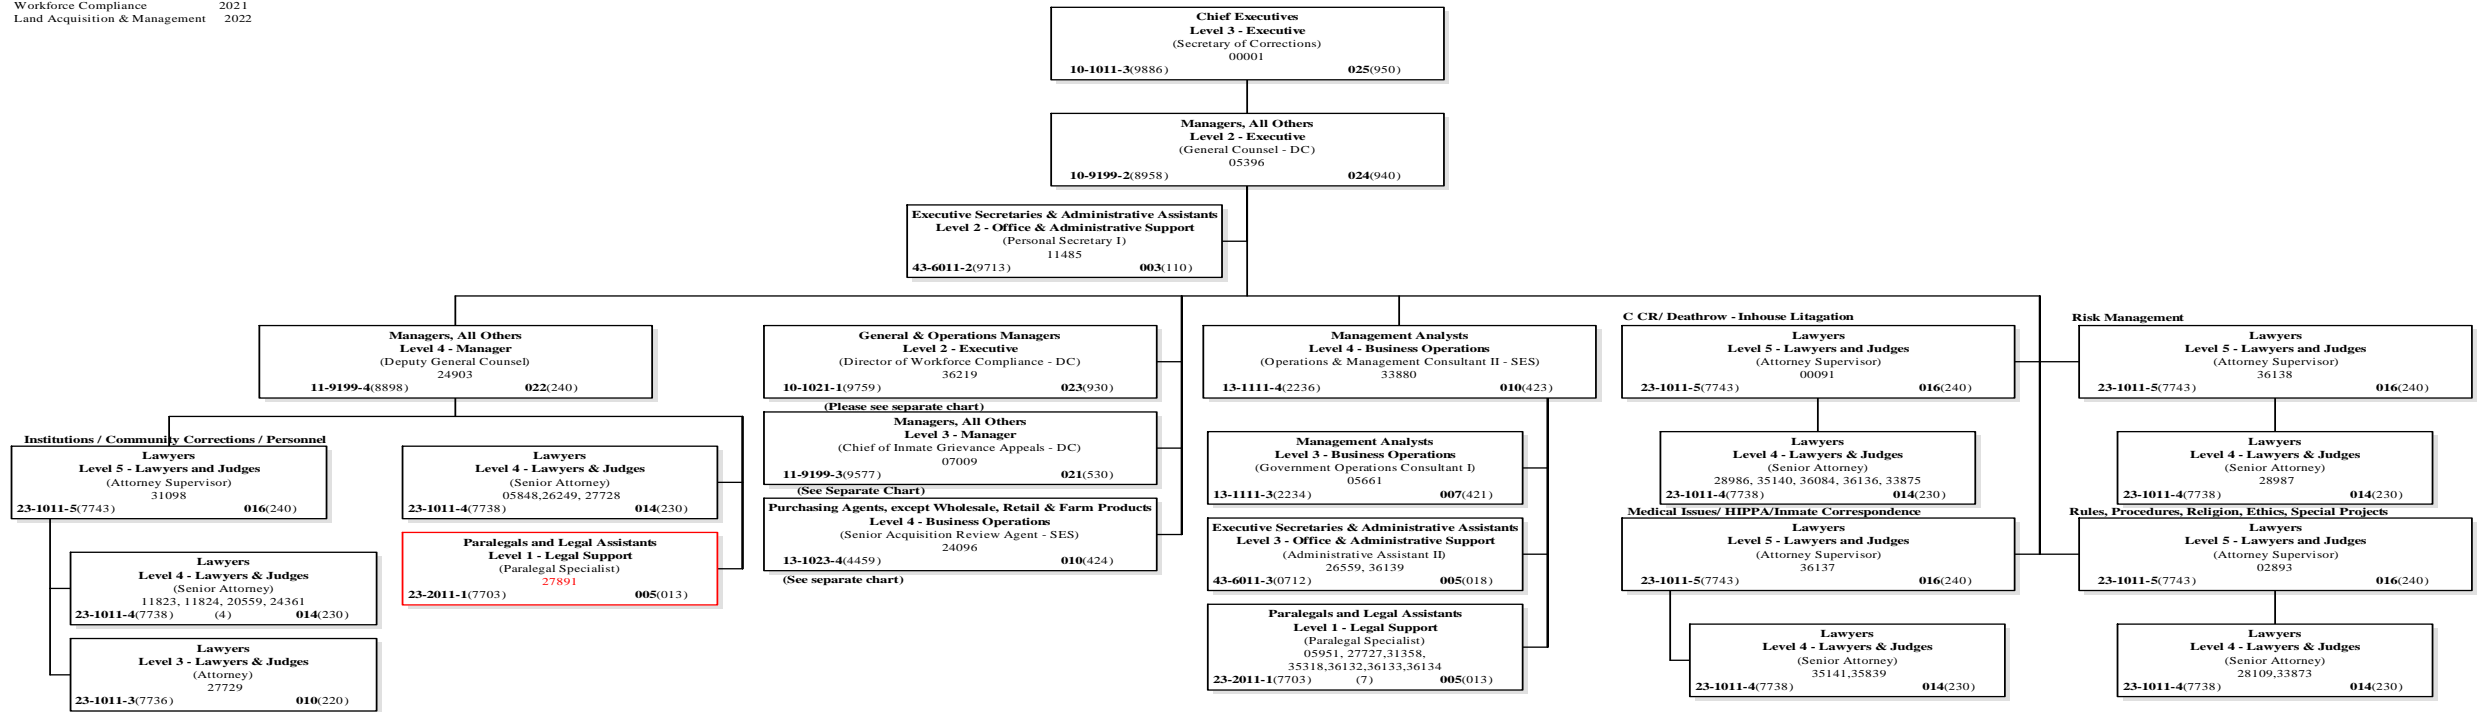 Workforce Compliance 2021
Land Acquisition & Management 2022
Chief Executives
Level 3 - Executive
(Secretary of Corrections)
00001
10-1011-3(9886) 025(950)
Managers, All Others
Level 2 - Executive
(General Counsel - DC)
05396
10-9199-2(8958) 024(940)
Executive Secretaries & Administrative Assistants
Level 2 - Office & Administrative Support
(Personal Secretary I)
11485
43-6011-2(9713) 003(110)
Managers, All Others
Level 4 - Manager
(Deputy General Counsel)
24903
11-9199-4(8898) 022(240)
Institutions / Community Corrections / Personnel
Lawyers
Level 5 - Lawyers and Judges
(Attorney Supervisor)
31098
23-1011-5(7743) 016(240)
Lawyers
Level 4 - Lawyers & Judges
(Senior Attorney)
11823, 11824, 20559, 24361
23-1011-4(7738) (4) 014(230)
Lawyers
Level 3 - Lawyers & Judges
(Attorney)
27729
23-1011-3(7736) 010(220)
Lawyers
Level 4 - Lawyers & Judges
(Senior Attorney)
05848,26249, 27728
23-1011-4(7738) 014(230)
Paralegals and Legal Assistants
Level 1 - Legal Support
(Paralegal Specialist)
27891
23-2011-1(7703) 005(013)
General & Operations Managers
Level 2 - Executive
(Director of Workforce Compliance - DC)
36219
10-1021-1(9759) 023(930)
(Please see separate chart)
Managers, All Others
Level 3 - Manager
(Chief of Inmate Grievance Appeals - DC)
07009
11-9199-3(9577) 021(530)
(See Separate Chart)
Purchasing Agents, except Wholesale, Retail & Farm Products
Level 4 - Business Operations
(Senior Acquisition Review Agent - SES)
24096
13-1023-4(4459) 010(424)
(See separate chart)
Management Analysts
Level 4 - Business Operations
(Operations & Management Consultant II - SES)
33880
13-1111-4(2236) 010(423)
Management Analysts
Level 3 - Business Operations
(Government Operations Consultant I)
05661
13-1111-3(2234) 007(421)
Executive Secretaries & Administrative Assistants
Level 3 - Office & Administrative Support
(Administrative Assistant II)
26559, 36139
43-6011-3(0712) 005(018)
Paralegals and Legal Assistants
Level 1 - Legal Support
(Paralegal Specialist)
05951, 27727,31358,
35318,36132,36133,36134
23-2011-1(7703) (7) 005(013)
C CR/ Deathrow - Inhouse Litagation
Lawyers
Level 5 - Lawyers and Judges
(Attorney Supervisor)
00091
23-1011-5(7743) 016(240)
Lawyers
Level 4 - Lawyers & Judges
(Senior Attorney)
28986, 35140, 36084, 36136, 33875
23-1011-4(7738) 014(230)
Medical Issues/ HIPPA/Inmate Correspondence
Lawyers
Level 5 - Lawyers and Judges
(Attorney Supervisor)
36137
23-1011-5(7743) 016(240)
Lawyers
Level 4 - Lawyers & Judges
(Senior Attorney)
35141,35839
23-1011-4(7738) 014(230)
Risk Management
Lawyers
Level 5 - Lawyers and Judges
(Attorney Supervisor)
36138
23-1011-5(7743) 016(240)
Lawyers
Level 4 - Lawyers & Judges
(Senior Attorney)
28987
23-1011-4(7738) 014(230)
Rules, Procedures, Religion, Ethics, Special Projects
Lawyers
Level 5 - Lawyers and Judges
(Attorney Supervisor)
02893
23-1011-5(7743) 016(240)
Lawyers
Level 4 - Lawyers & Judges
(Senior Attorney)
28109,33873
23-1011-4(7738) 014(230)